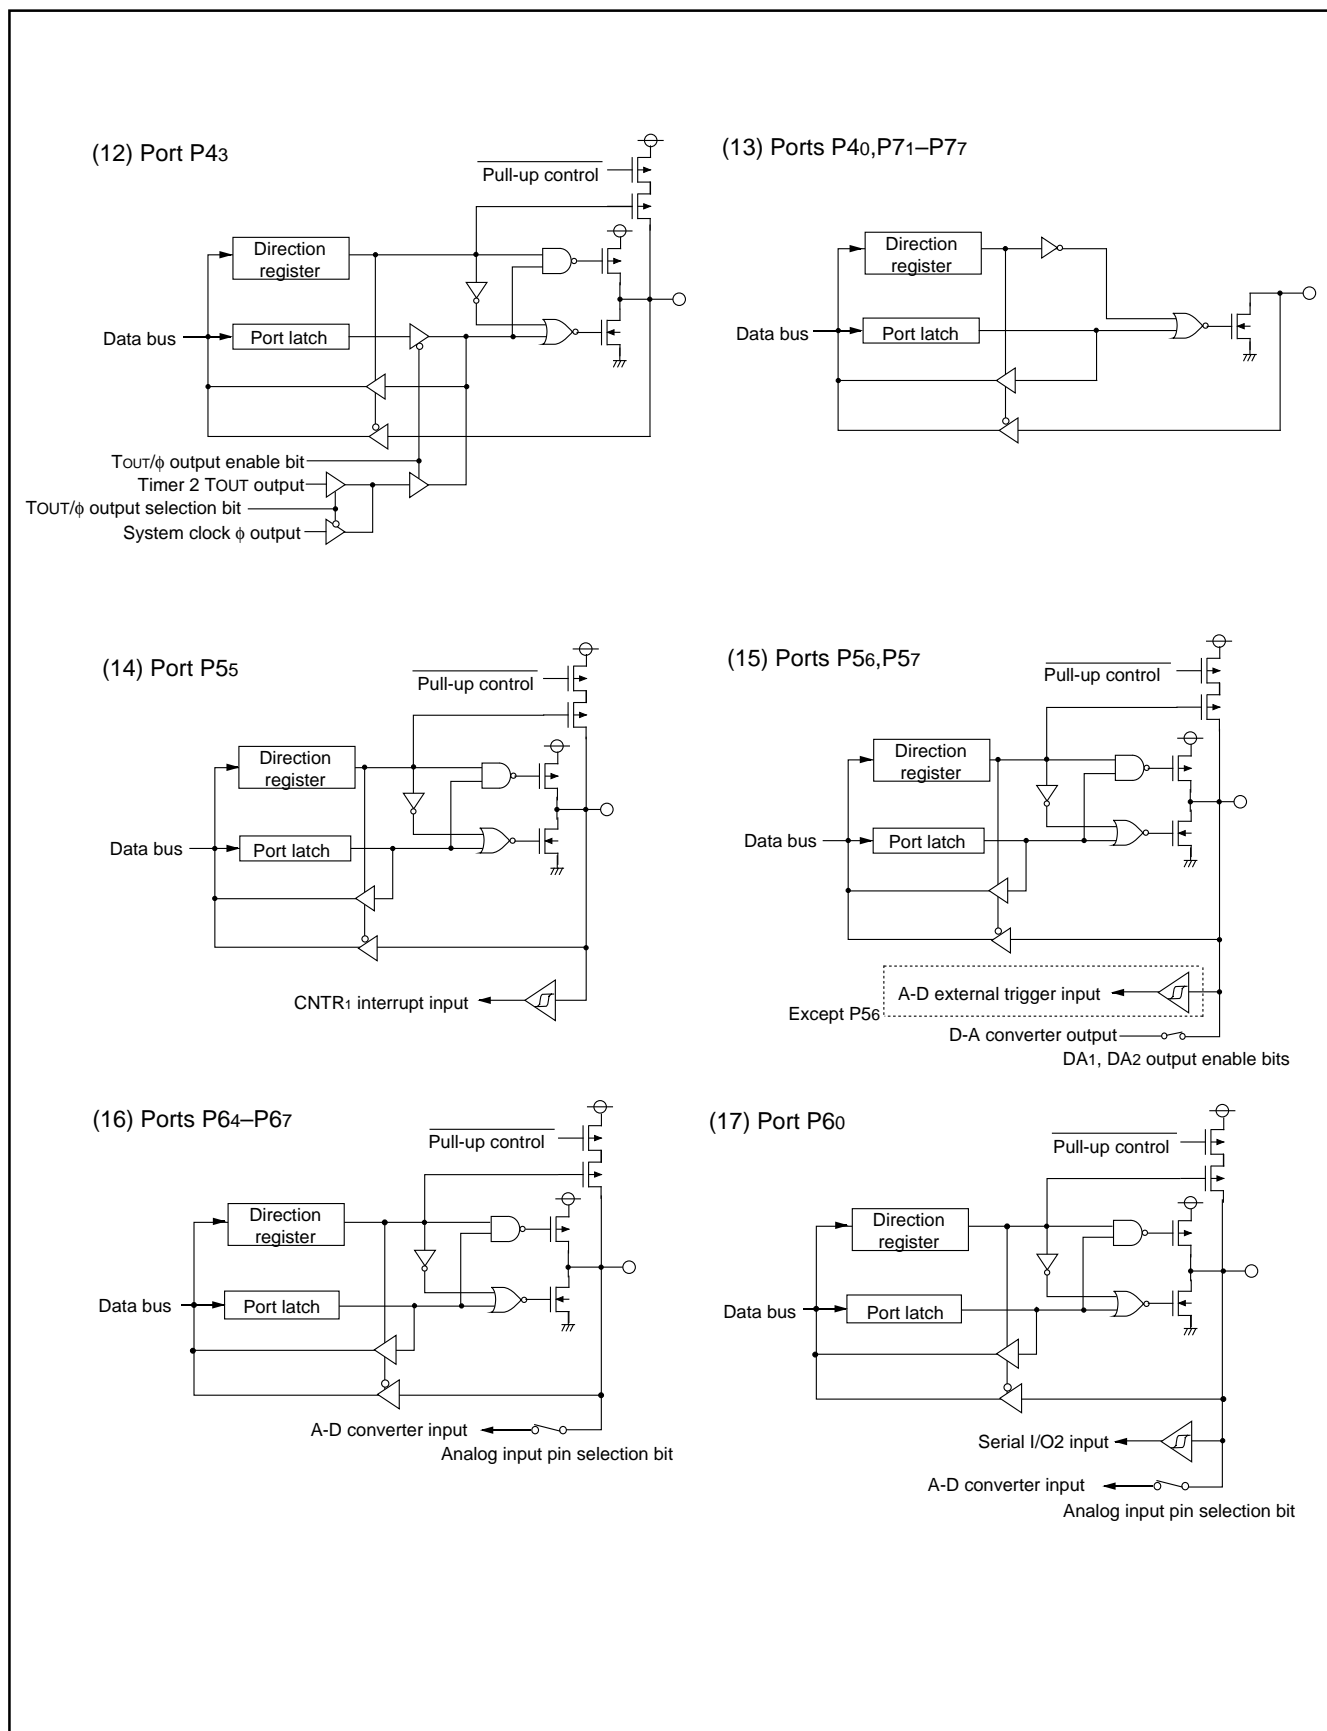 (12) Port P43
Pull-up control
Direction
register
Data bus
Port latch
TOUT/ϕ output enable bit
Timer 2 TOUT output
TOUT/ϕ output selection bit
System clock ϕ output
(13) Ports P40,P71–P77
Direction
register
Data bus
Port latch
(14) Port P55
Pull-up control
Direction
register
Data bus
Port latch
CNTR1 interrupt input
(15) Ports P56,P57
Pull-up control
Direction
register
Data bus
Port latch
A-D external trigger input
Except P56
D-A converter output
DA1, DA2 output enable bits
(16) Ports P64–P67
Pull-up control
Direction
register
Data bus
Port latch
A-D converter input
Analog input pin selection bit
(17) Port P60
Pull-up control
Direction
register
Data bus
Port latch
Serial I/O2 input
A-D converter input
Analog input pin selection bit